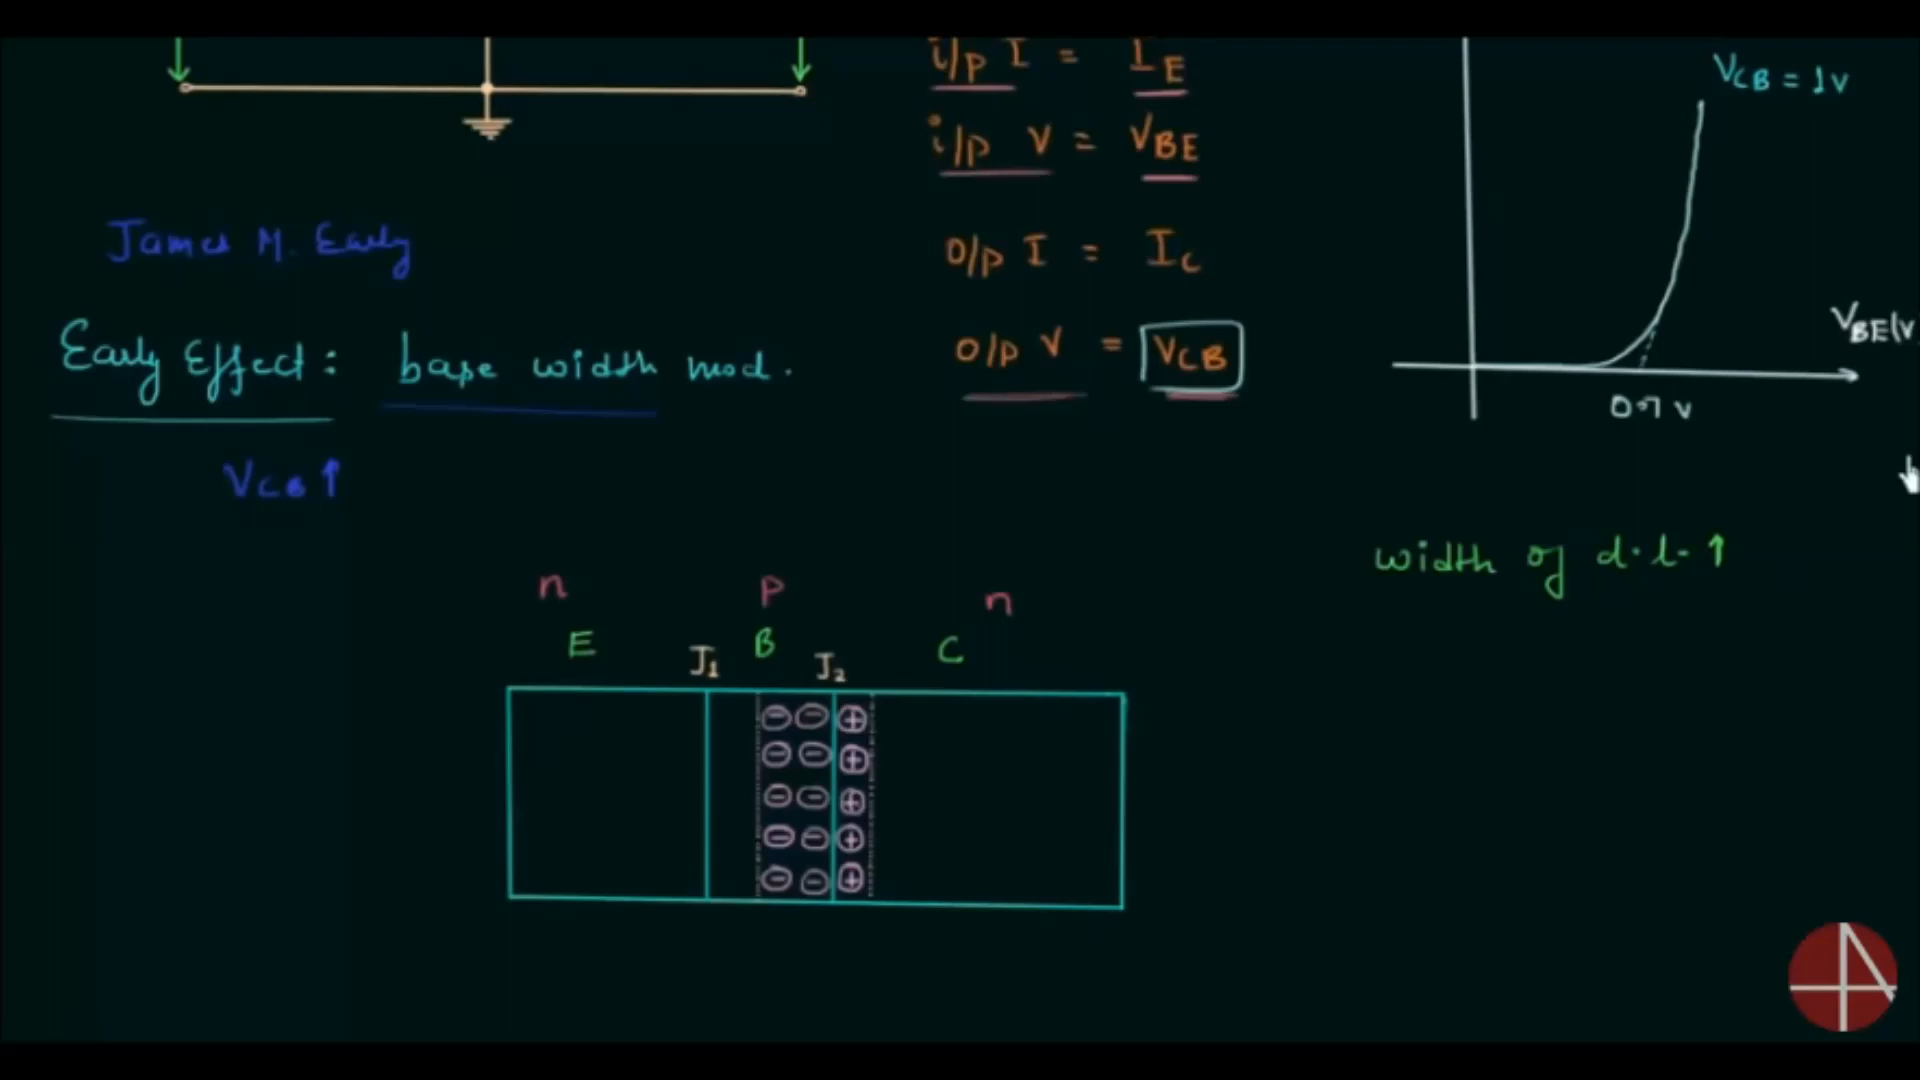 i/p I = IE
i/p V = VBE
O/p I = IC
O/p V = VCB
VCB = 1V
VBE(V
0.7 V
James M. Early
Early Effect : base width mod.
VCB ↑
width of d.l. ↑
n P n
E J1 B J2 C
⊖ ⊖ ⊕
⊖ ⊖ ⊕
⊖ ⊖ ⊕
⊖ ⊖ ⊕
⊖ ⊖ ⊕